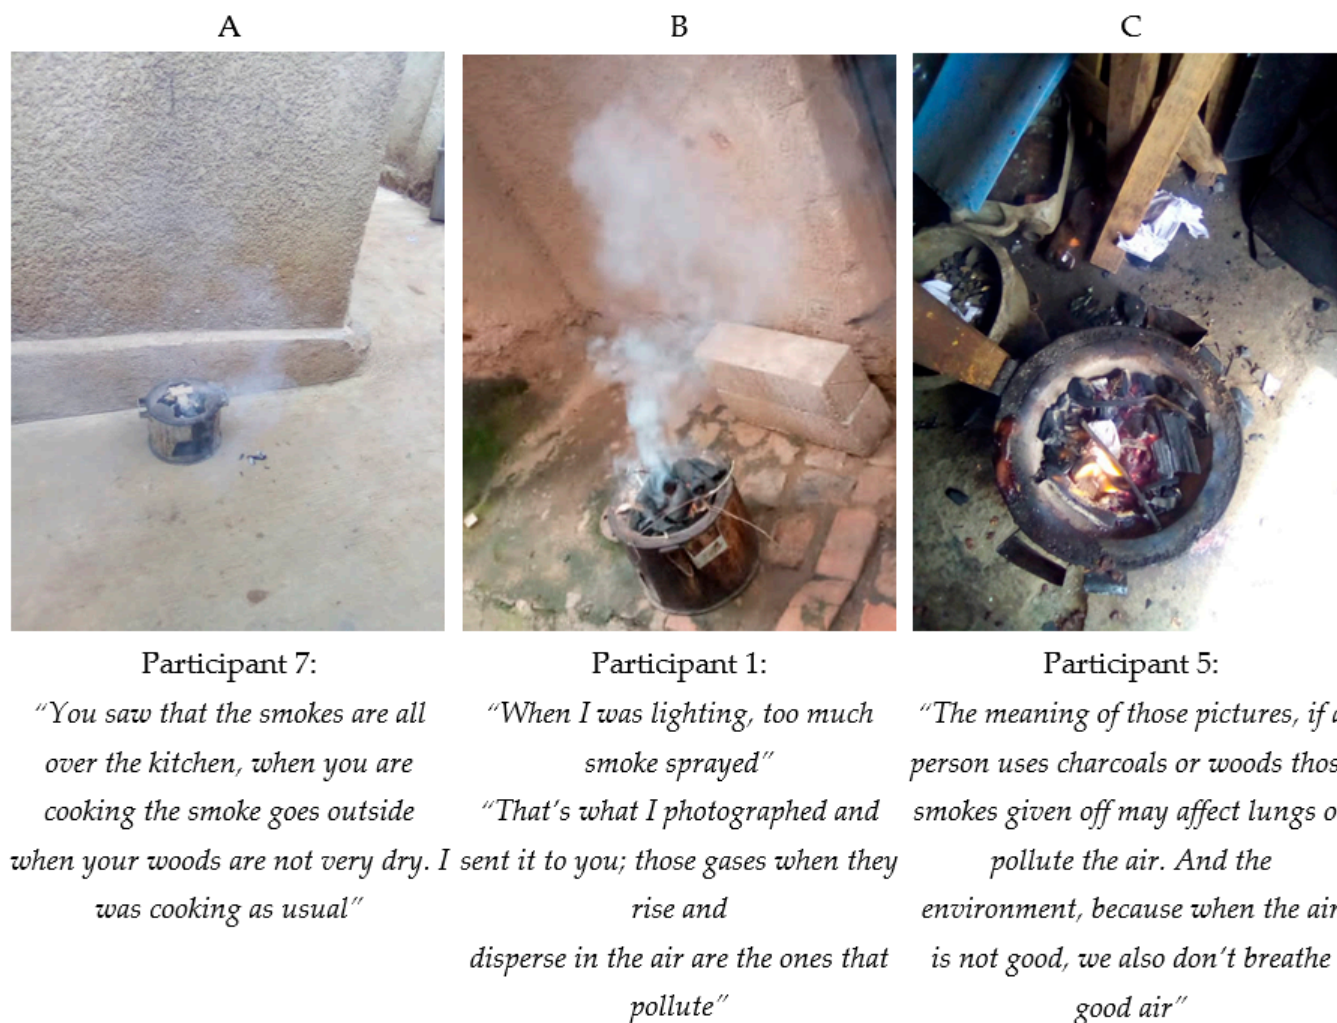 A
Participant 7:
“You saw that the smokes are all
over the kitchen, when you are
cooking the smoke goes outside
when your woods are not very dry. I
was cooking as usual”
B
Participant 1:
“When I was lighting, too much
smoke sprayed”
“That’s what I photographed and
sent it to you; those gases when they
rise and
disperse in the air are the ones that
pollute”
C
Participant 5:
“The meaning of those pictures, if a
person uses charcoals or woods thos
smokes given off may affect lungs o
pollute the air. And the
environment, because when the air
is not good, we also don’t breathe
good air”